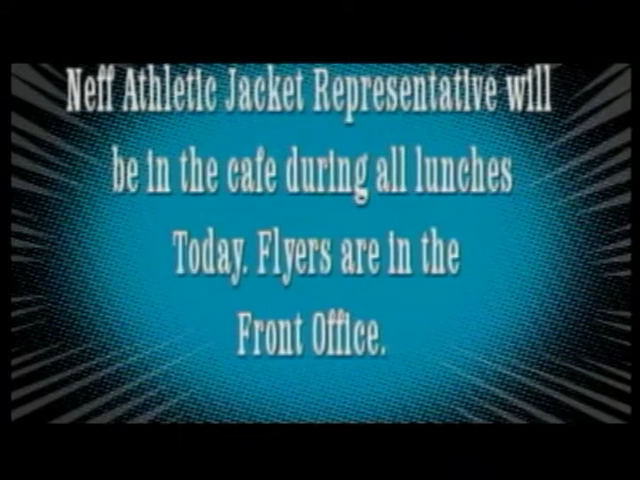 Neff Athletic Jacket Representative will
be in the cafe during all lunches
Today. Flyers are in the
Front Office.